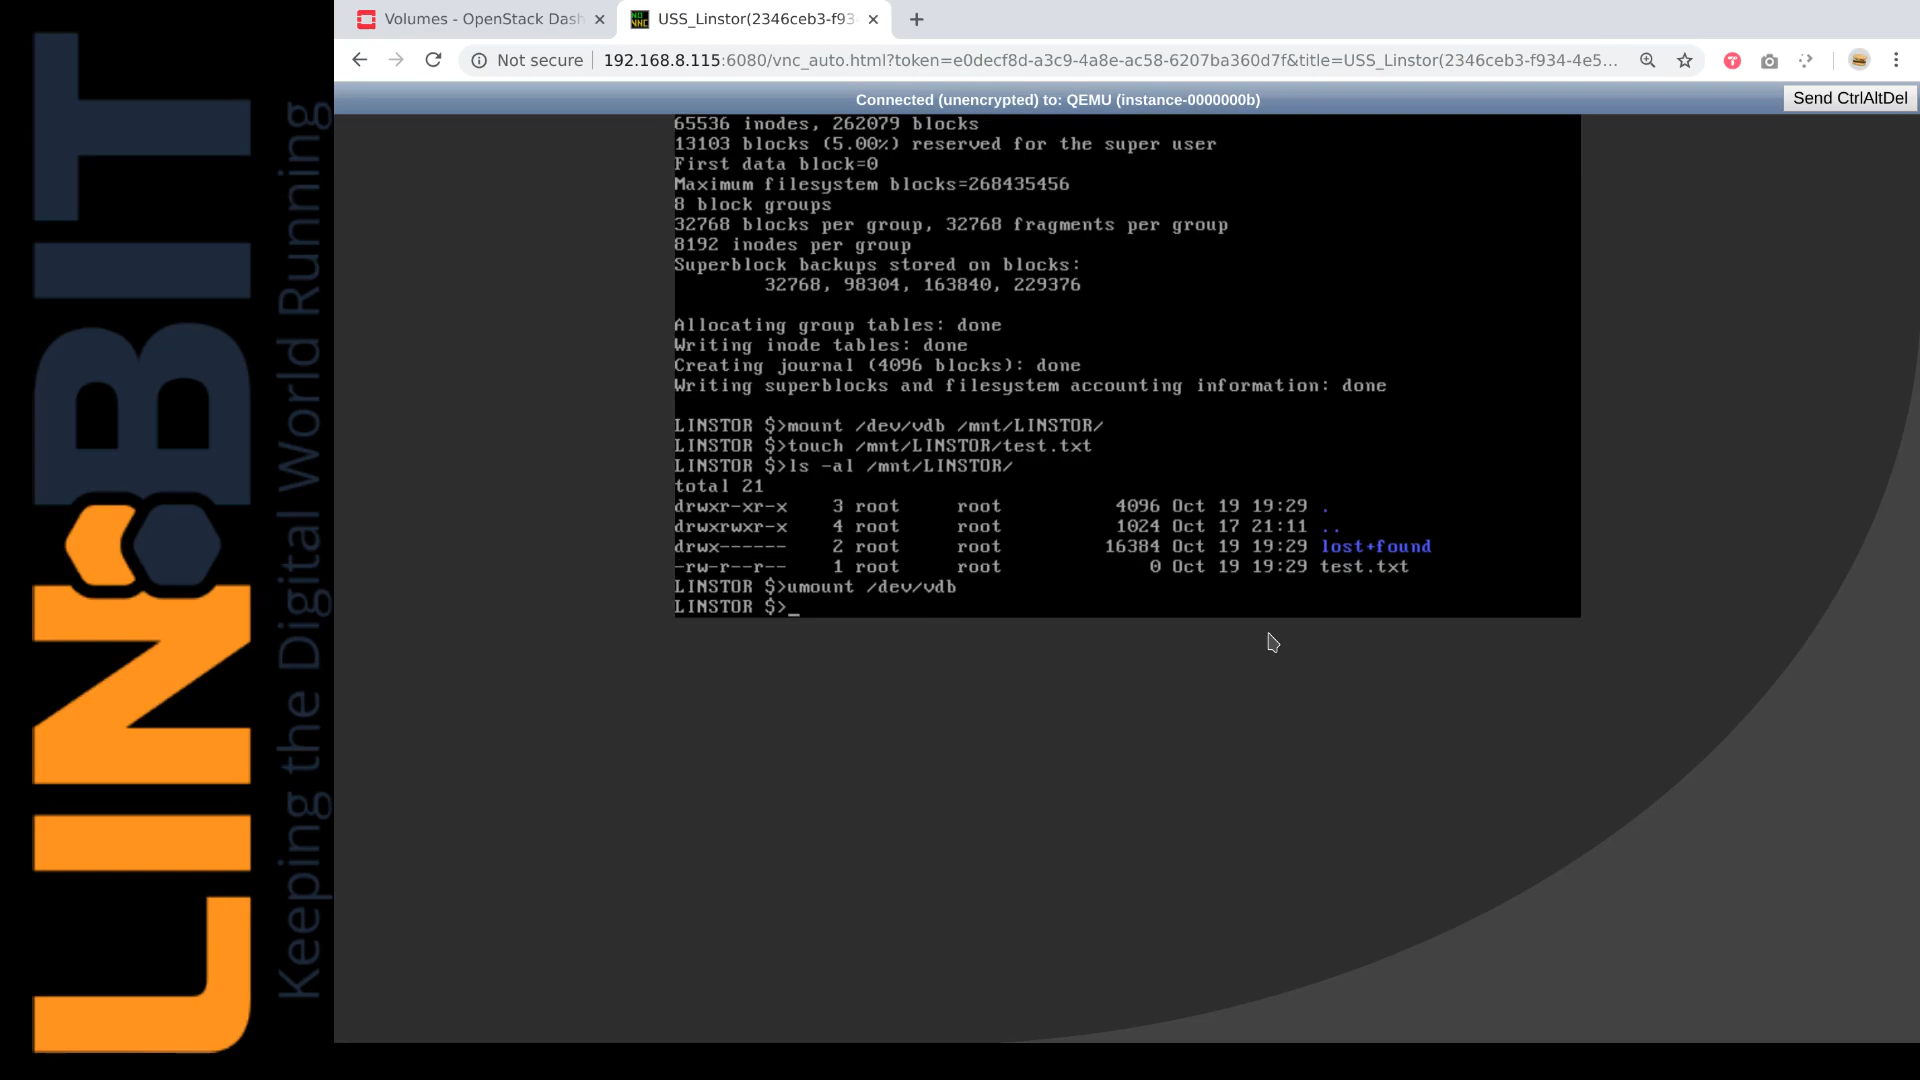 LINBIT
Keeping the Digital World Running
Volumes - OpenStack Dash
USS_Linstor(2346ceb3-f93
Not secure
192.168.8.115:6080/vnc_auto.html?token=e0decf8d-a3c9-4a8e-ac58-6207ba360d7f&title=USS_Linstor(2346ceb3-f934-4e5...
Connected (unencrypted) to: QEMU (instance-0000000b)
Send CtrlAltDel
65536 inodes, 262079 blocks
13103 blocks (5.00%) reserved for the super user
First data block=0
Maximum filesystem blocks=268435456
8 block groups
32768 blocks per group, 32768 fragments per group
8192 inodes per group
Superblock backups stored on blocks:
32768, 98304, 163840, 229376
Allocating group tables: done
Writing inode tables: done
Creating journal (4096 blocks): done
Writing superblocks and filesystem accounting information: done
LINSTOR $>mount /dev/vdb /mnt/LINSTOR/
LINSTOR $>touch /mnt/LINSTOR/test.txt
LINSTOR $>ls -al /mnt/LINSTOR/
total 21
drwxr-xr-x 3 root root 4096 Oct 19 19:29 .
drwxrwxr-x 4 root root 1024 Oct 17 21:11 ..
drwx------ 2 root root 16384 Oct 19 19:29 lost+found
-rw-r--r-- 1 root root 0 Oct 19 19:29 test.txt
LINSTOR $>umount /dev/vdb
LINSTOR $>_